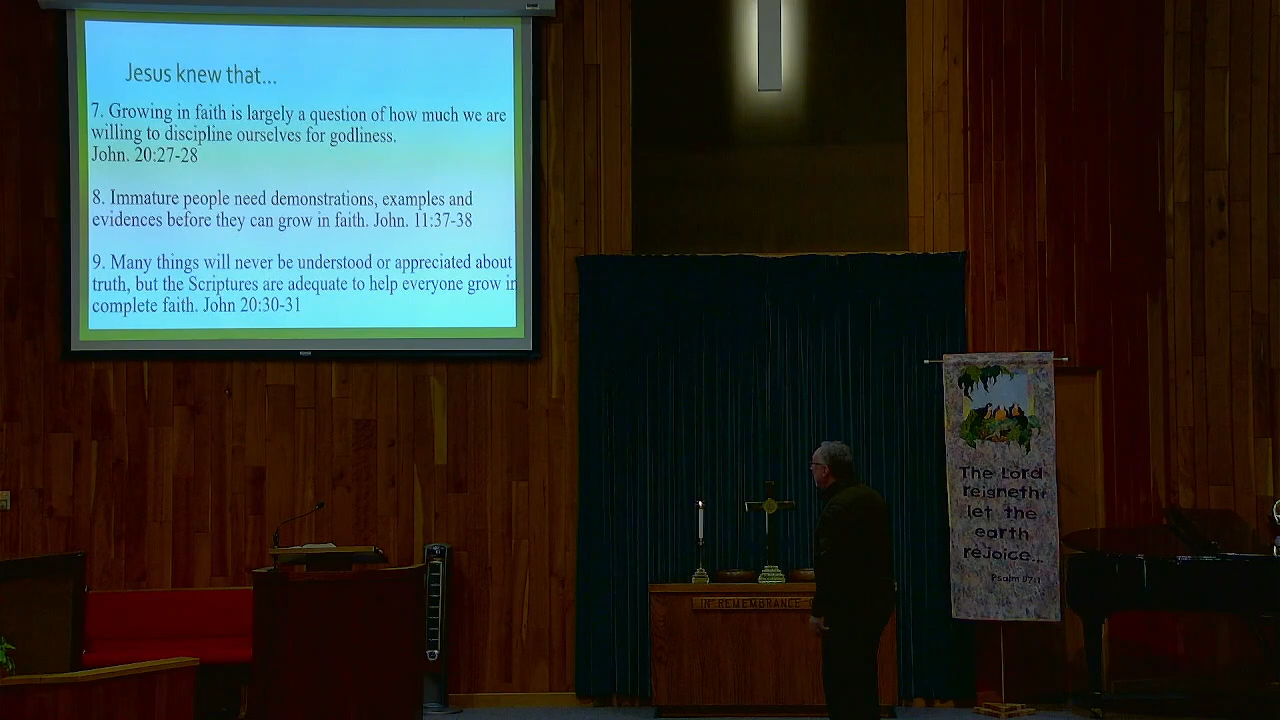 Jesus knew that...
7. Growing in faith is largely a question of how much we are
willing to discipline ourselves for godliness.
John. 20:27-28
8. Immature people need demonstrations, examples and
evidences before they can grow in faith. John. 11:37-38
9. Many things will never be understood or appreciated about
truth, but the Scriptures are adequate to help everyone grow in
complete faith. John 20:30-31
The Lord
reigneth
let the
earth
rejoice...
Psalm 97:1
IN REMEMBRANCE